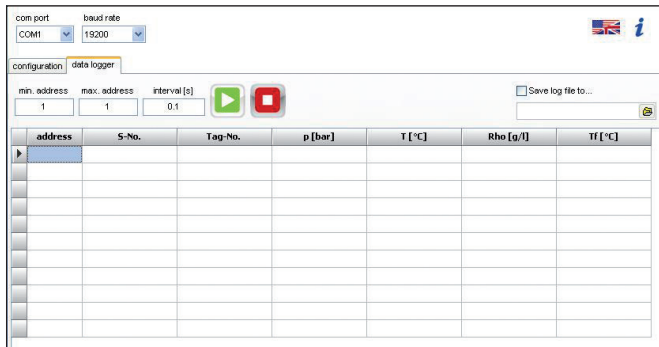 com port baud rate
COM1 19200
i
configuration data logger
min. address max. address interval [s]
1 1 0.1
Save log file to...
address S-No. Tag-No. p [bar] T [°C] Rho [g/l] Tf [°C]